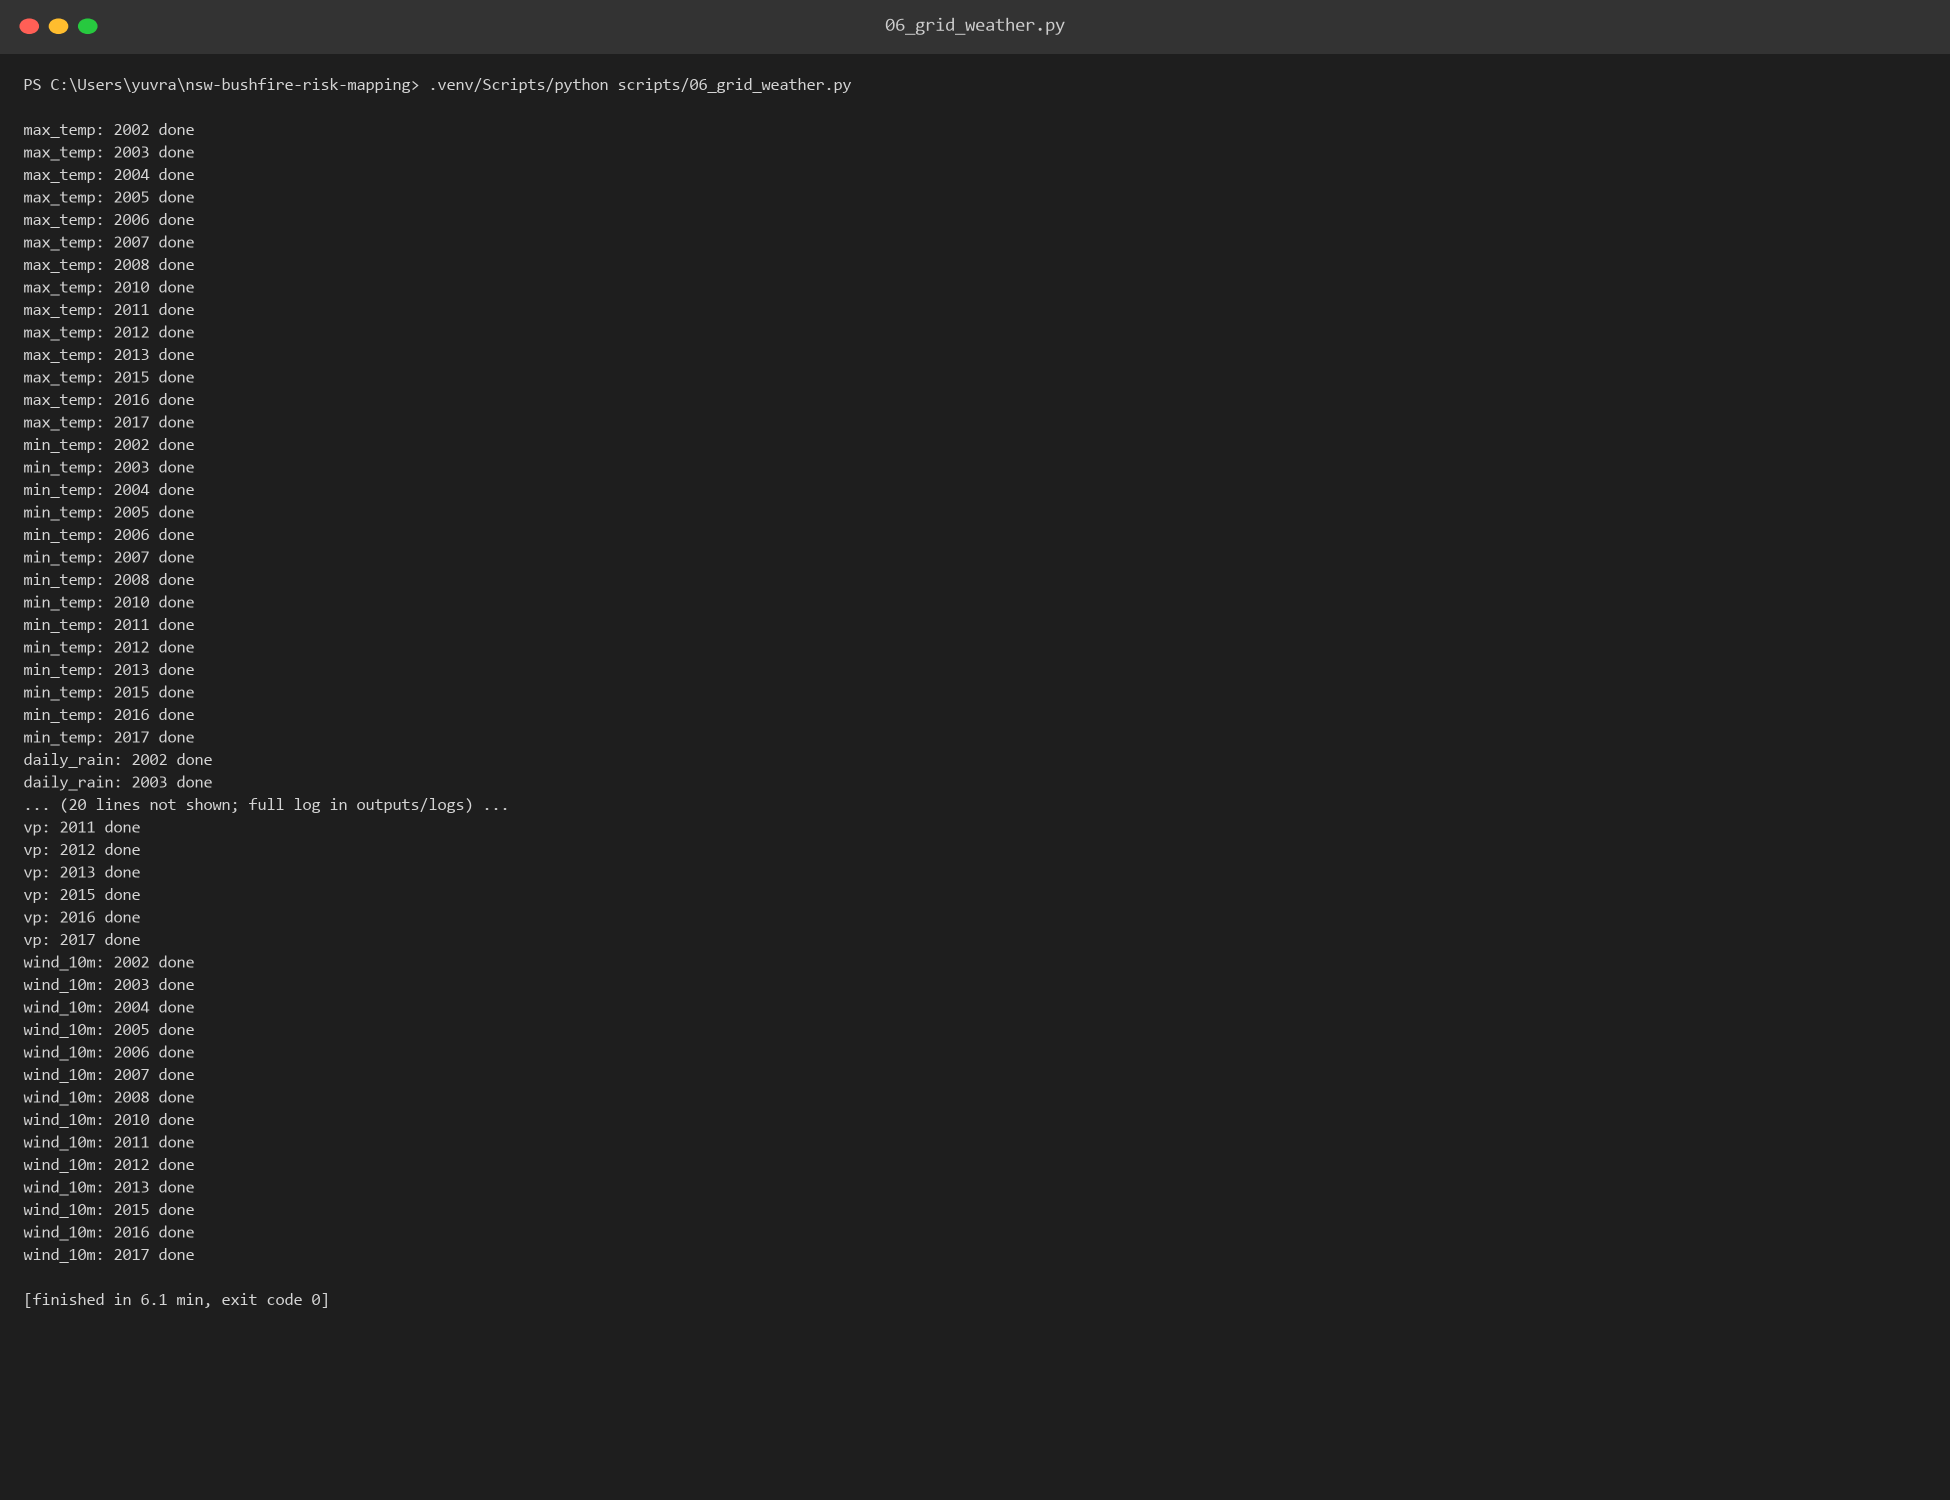 06_grid_weather.py
PS C:\Users\yuvra\nsw-bushfire-risk-mapping> .venv/Scripts/python scripts/06_grid_weather.py
max_temp: 2002 done
max_temp: 2003 done
max_temp: 2004 done
max_temp: 2005 done
max_temp: 2006 done
max_temp: 2007 done
max_temp: 2008 done
max_temp: 2010 done
max_temp: 2011 done
max_temp: 2012 done
max_temp: 2013 done
max_temp: 2015 done
max_temp: 2016 done
max_temp: 2017 done
min_temp: 2002 done
min_temp: 2003 done
min_temp: 2004 done
min_temp: 2005 done
min_temp: 2006 done
min_temp: 2007 done
min_temp: 2008 done
min_temp: 2010 done
min_temp: 2011 done
min_temp: 2012 done
min_temp: 2013 done
min_temp: 2015 done
min_temp: 2016 done
min_temp: 2017 done
daily_rain: 2002 done
daily_rain: 2003 done
... (20 lines not shown; full log in outputs/logs) ...
vp: 2011 done
vp: 2012 done
vp: 2013 done
vp: 2015 done
vp: 2016 done
vp: 2017 done
wind_10m: 2002 done
wind_10m: 2003 done
wind_10m: 2004 done
wind_10m: 2005 done
wind_10m: 2006 done
wind_10m: 2007 done
wind_10m: 2008 done
wind_10m: 2010 done
wind_10m: 2011 done
wind_10m: 2012 done
wind_10m: 2013 done
wind_10m: 2015 done
wind_10m: 2016 done
wind_10m: 2017 done
[finished in 6.1 min, exit code 0]